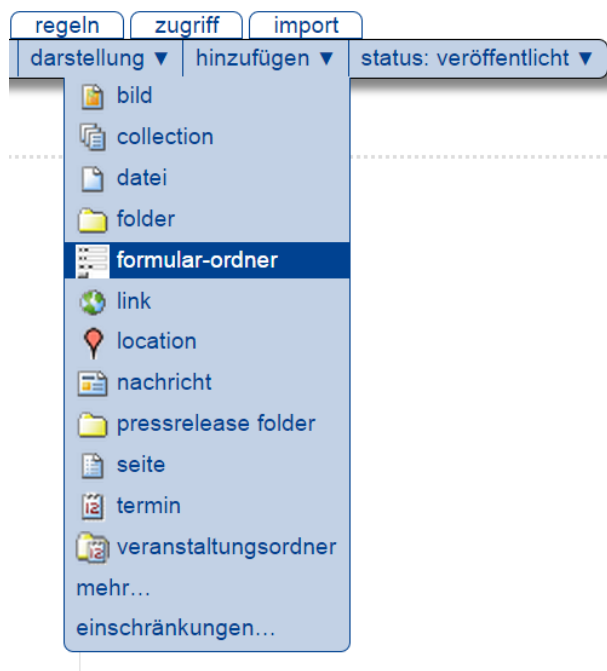 regeln zugriff import
darstellung ▼ hinzufügen ▼ status: veröffentlicht ▼
bild
collection
datei
folder
formular-ordner
link
location
nachricht
pressrelease folder
seite
termin
veranstaltungsordner
mehr...
einschränkungen...